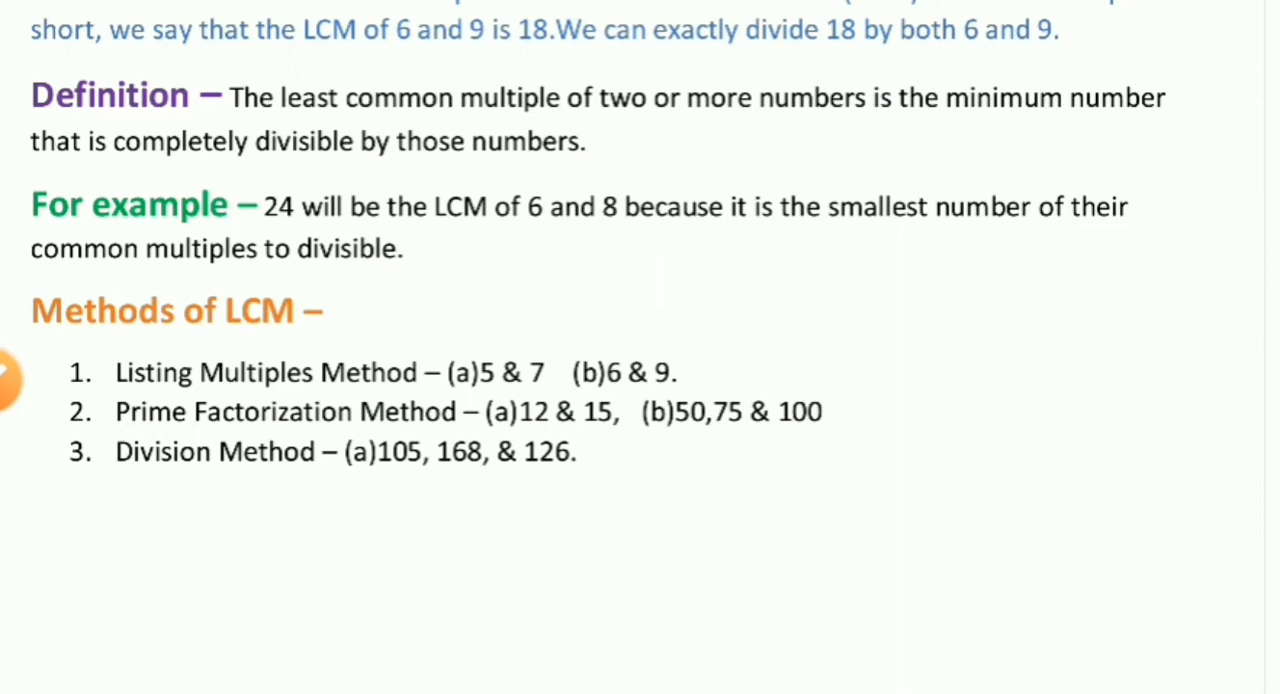 short, we say that the LCM of 6 and 9 is 18.We can exactly divide 18 by both 6 and 9.
Definition – The least common multiple of two or more numbers is the minimum number
that is completely divisible by those numbers.
For example – 24 will be the LCM of 6 and 8 because it is the smallest number of their
common multiples to divisible.
Methods of LCM –
1. Listing Multiples Method – (a)5 & 7 (b)6 & 9.
2. Prime Factorization Method – (a)12 & 15, (b)50,75 & 100
3. Division Method – (a)105, 168, & 126.